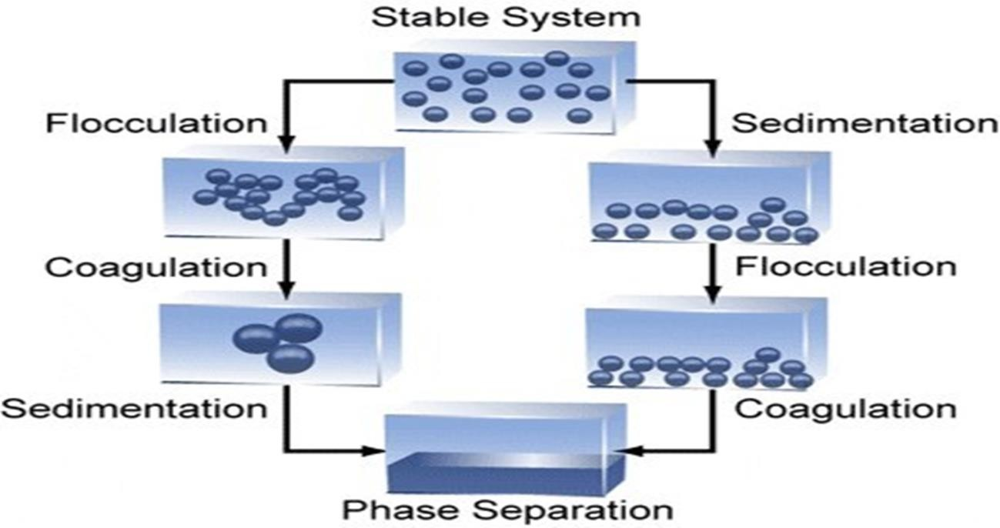 Stable System
Flocculation
Sedimentation
Coagulation
Flocculation
Sedimentation
Coagulation
Phase Separation